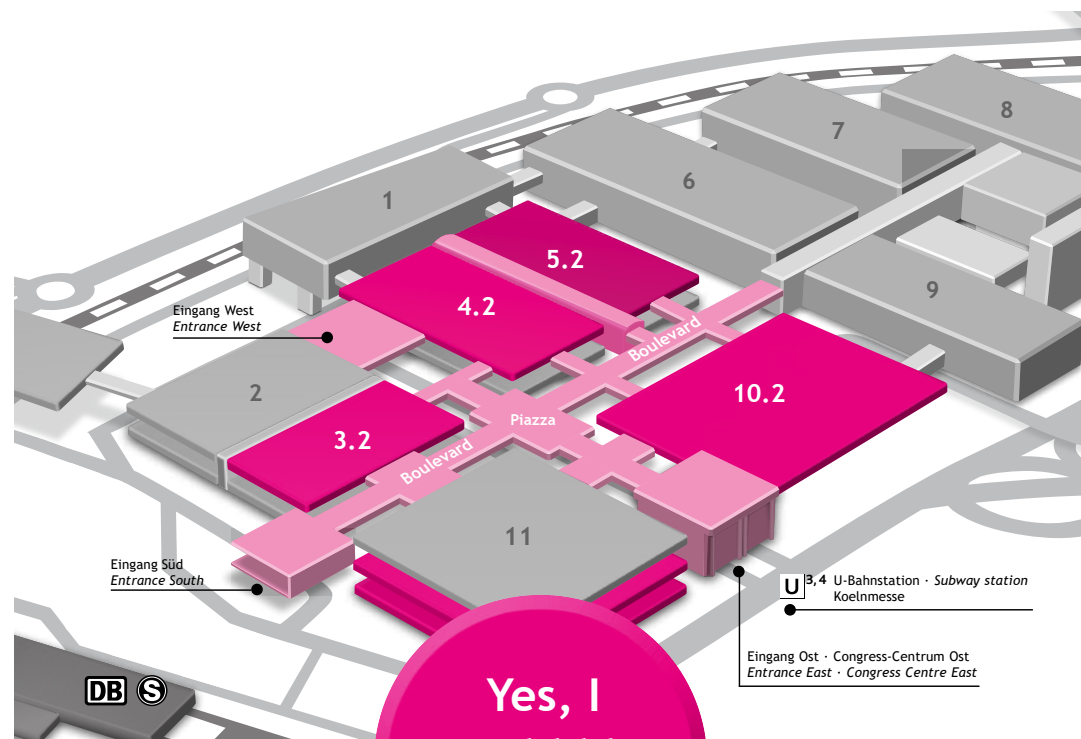 8
7
6
1
5.2
4.2
9
Eingang West
Entrance West
Boulevard
2
10.2
Piazza
3.2
Boulevard
11
Eingang Süd
Entrance South
U 3,4 U-Bahnstation · Subway station
Koelnmesse
Eingang Ost · Congress-Centrum Ost
Entrance East · Congress Centre East
DB S
Yes, I